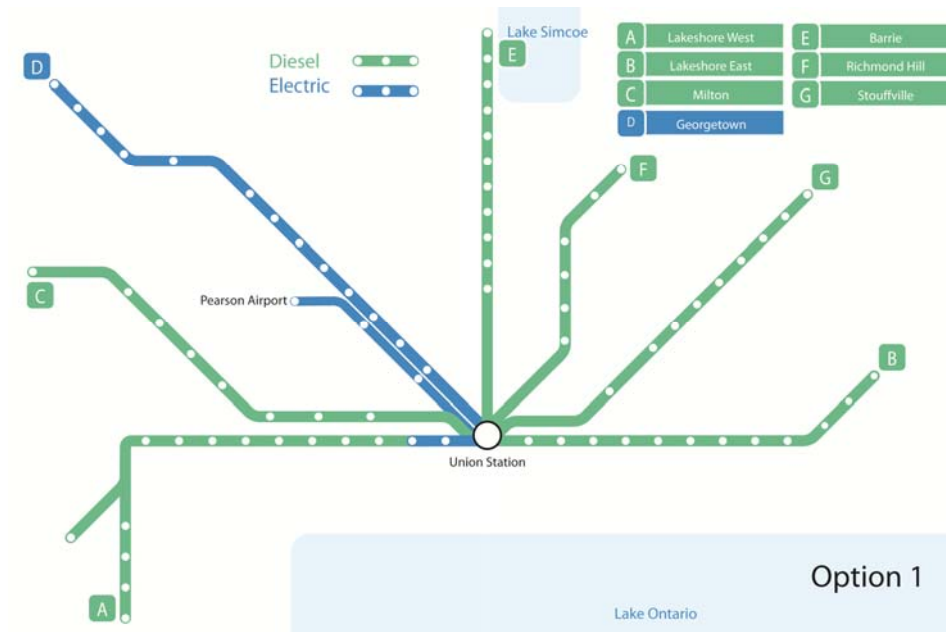 D
Diesel
Electric
Lake Simcoe
E
A Lakeshore West
B Lakeshore East
C Milton
D Georgetown
E Barrie
F Richmond Hill
G Stouffville
F
G
C
Pearson Airport
B
Union Station
A
Option 1
Lake Ontario